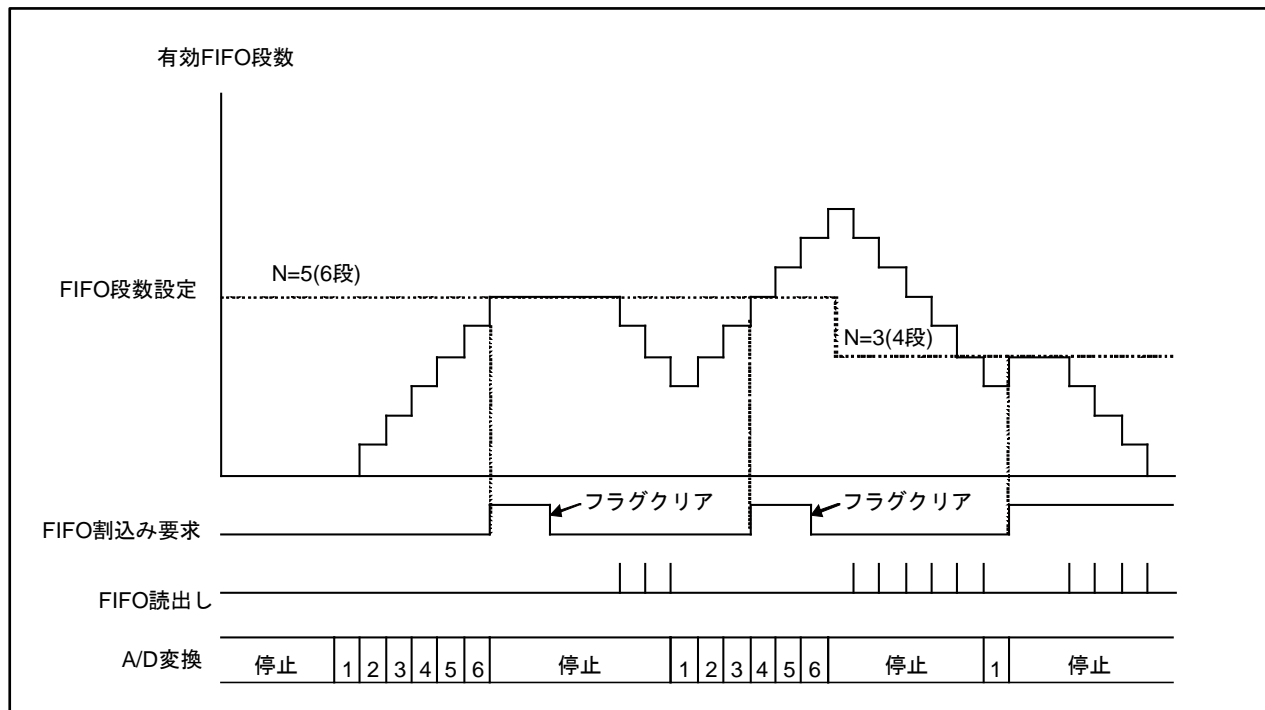 有効FIFO段数
N=5(6段)
FIFO段数設定
N=3(4段)
フラグクリア フラグクリア
FIFO割込み要求
FIFO読出し
A/D変換 停止 1 2 3 4 5 6 停止 1 2 3 4 5 6 停止 1 停止